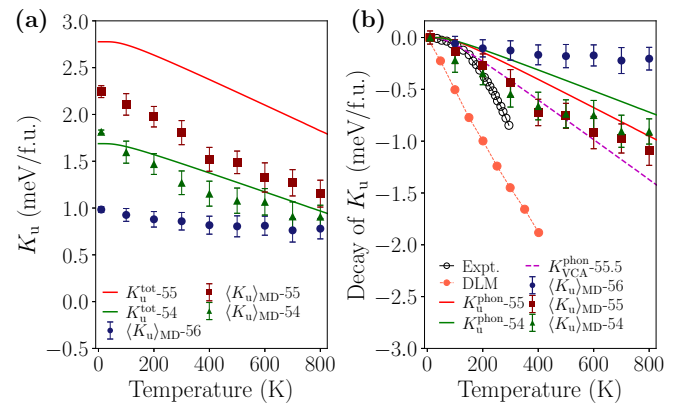 (a)
3.0
2.5
2.0
1.5
1.0
0.5
0.0
−0.5
K_u (meV/f.u.)
K_u^tot-55
K_u^tot-54
⟨K_u⟩_MD-56
⟨K_u⟩_MD-55
⟨K_u⟩_MD-54
0 200 400 600 800
Temperature (K)
(b)
0.0
−0.5
−1.0
−1.5
−2.0
−2.5
−3.0
Decay of K_u (meV/f.u.)
Expt.
DLM
K_u^phon-55
K_u^phon-54
K_VCA^phon-55.5
⟨K_u⟩_MD-56
⟨K_u⟩_MD-55
⟨K_u⟩_MD-54
0 200 400 600 800
Temperature (K)